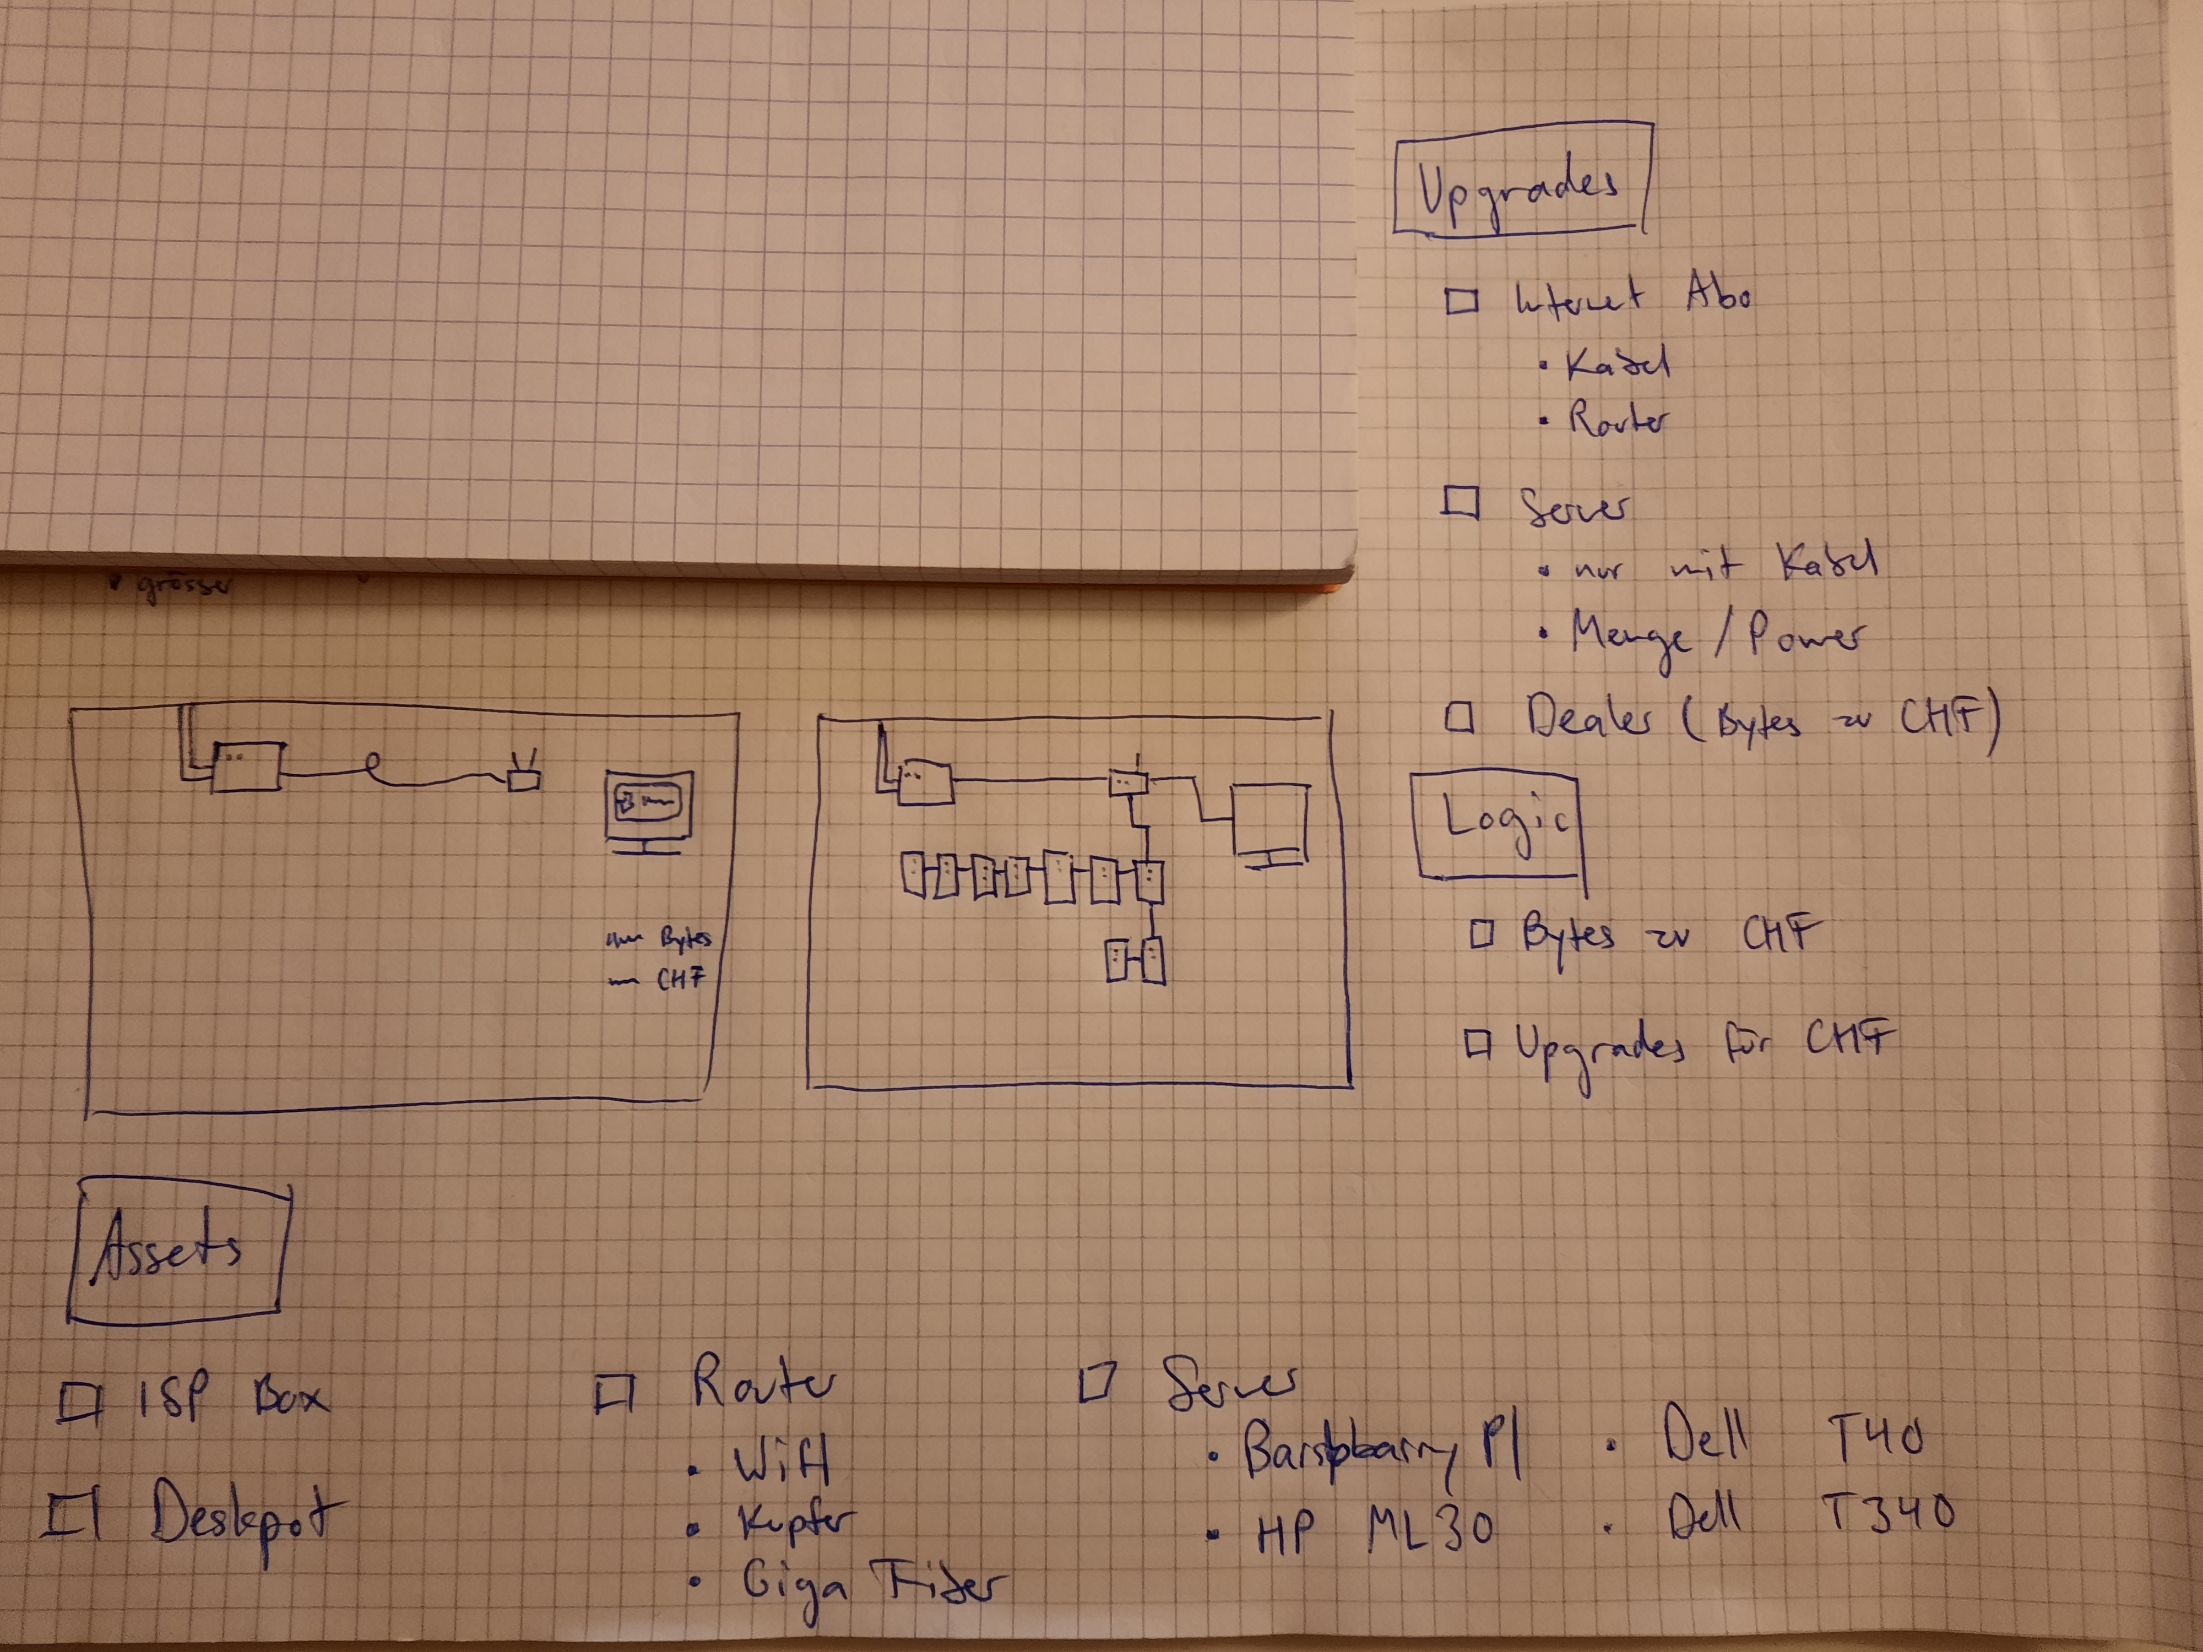 Upgrades
Internet Abo
• Kabel
• Router
Server
• nur mit Kabel
• Menge / Power
Dealer (Bytes zu CHF)
• grösser
Bytes
CHF
Logic
Bytes zu CHF
Upgrades für CHF
Assets
ISP Box
Deskpot
Router
• Wifi
• Kupfer
• Giga Fiber
Server
• HP ML30
• Dell T40
• Dell T340